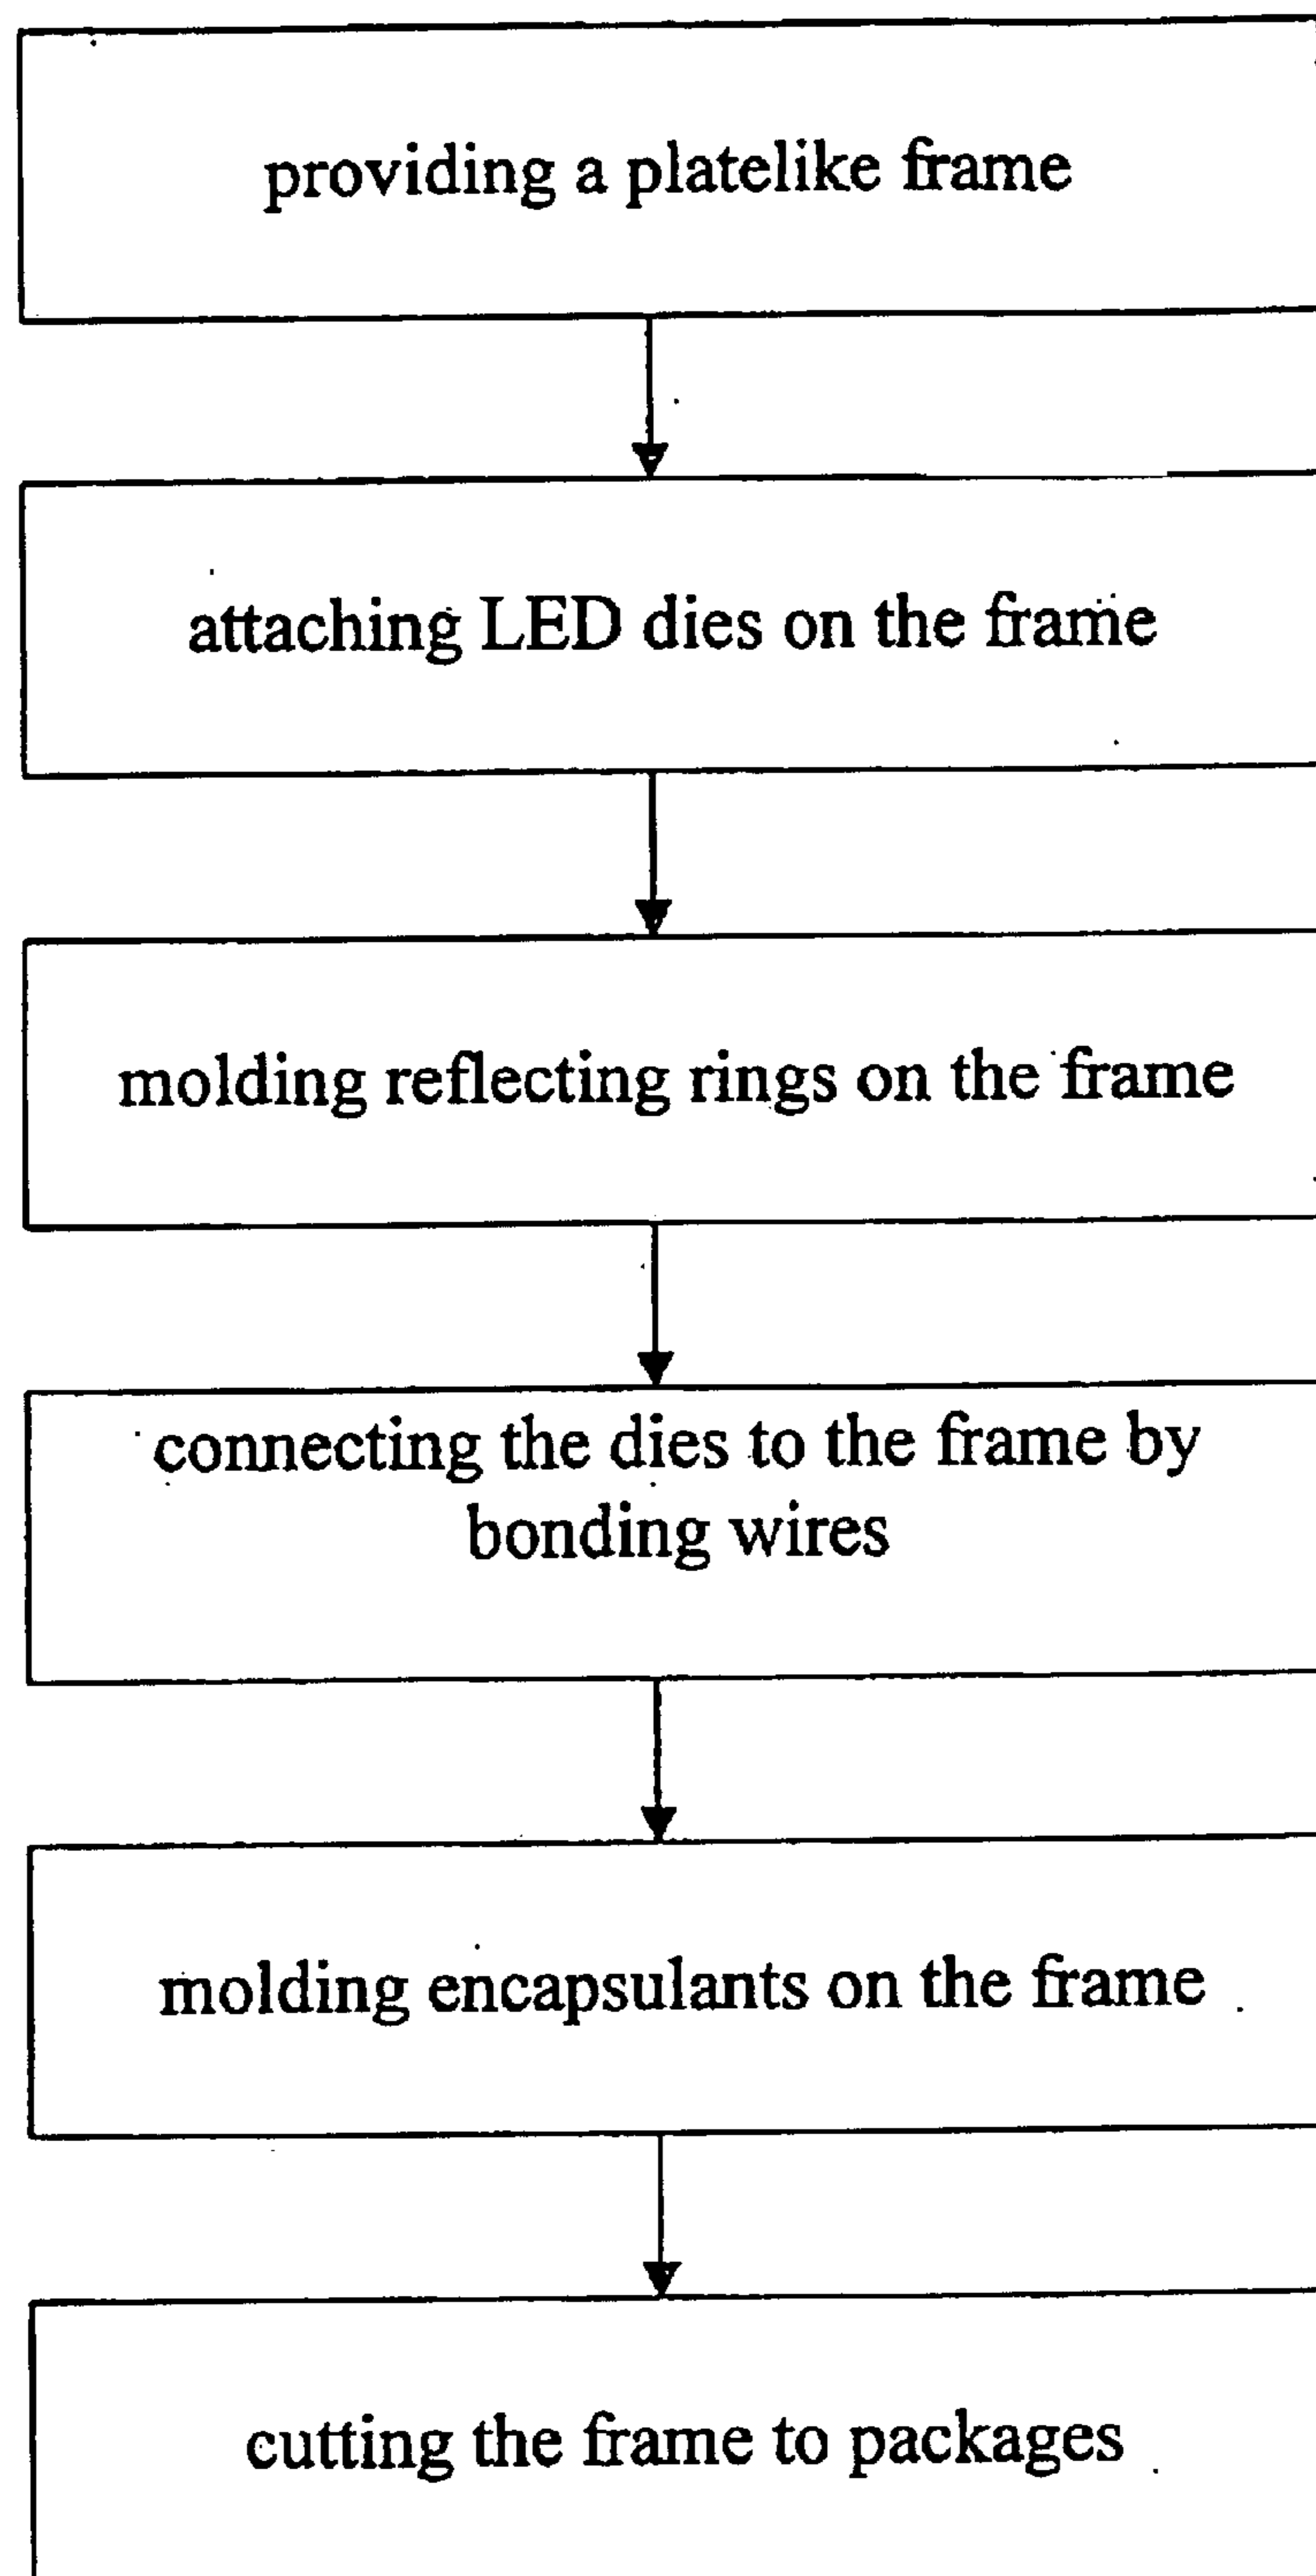 providing a platelike frame
attaching LED dies on the frame
molding reflecting rings on the frame
connecting the dies to the frame by
bonding wires
molding encapsulants on the frame
cutting the frame to packages